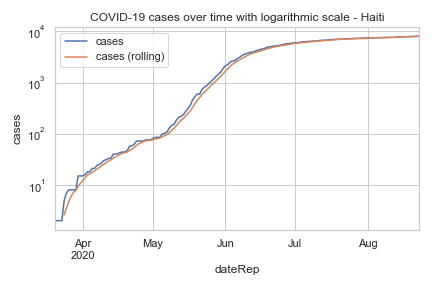 COVID-19 cases over time with logarithmic scale - Haiti
cases
cases (rolling)
10⁴
10³
10²
10¹
cases
Apr
2020
May
Jun
Jul
Aug
dateRep